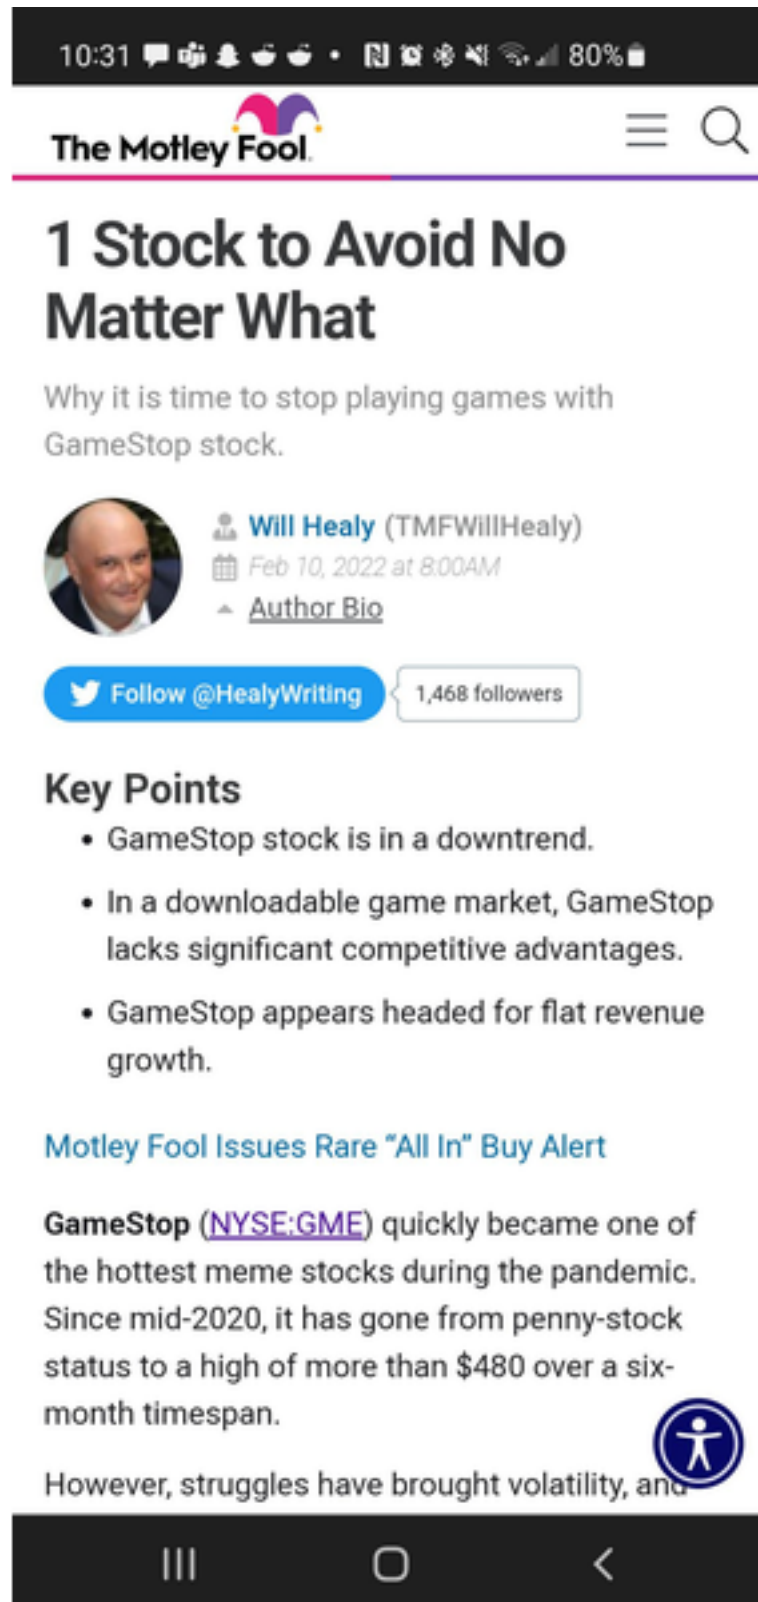 10:31 80%
The Motley Fool.
1 Stock to Avoid No
Matter What
Why it is time to stop playing games with
GameStop stock.
Will Healy (TMFWillHealy)
Feb 10, 2022 at 8:00AM
Author Bio
Follow @HealyWriting 1,468 followers
Key Points
• GameStop stock is in a downtrend.
• In a downloadable game market, GameStop
lacks significant competitive advantages.
• GameStop appears headed for flat revenue
growth.
Motley Fool Issues Rare “All In” Buy Alert
GameStop (NYSE:GME) quickly became one of
the hottest meme stocks during the pandemic.
Since mid-2020, it has gone from penny-stock
status to a high of more than $480 over a six-
month timespan.
However, struggles have brought volatility, and